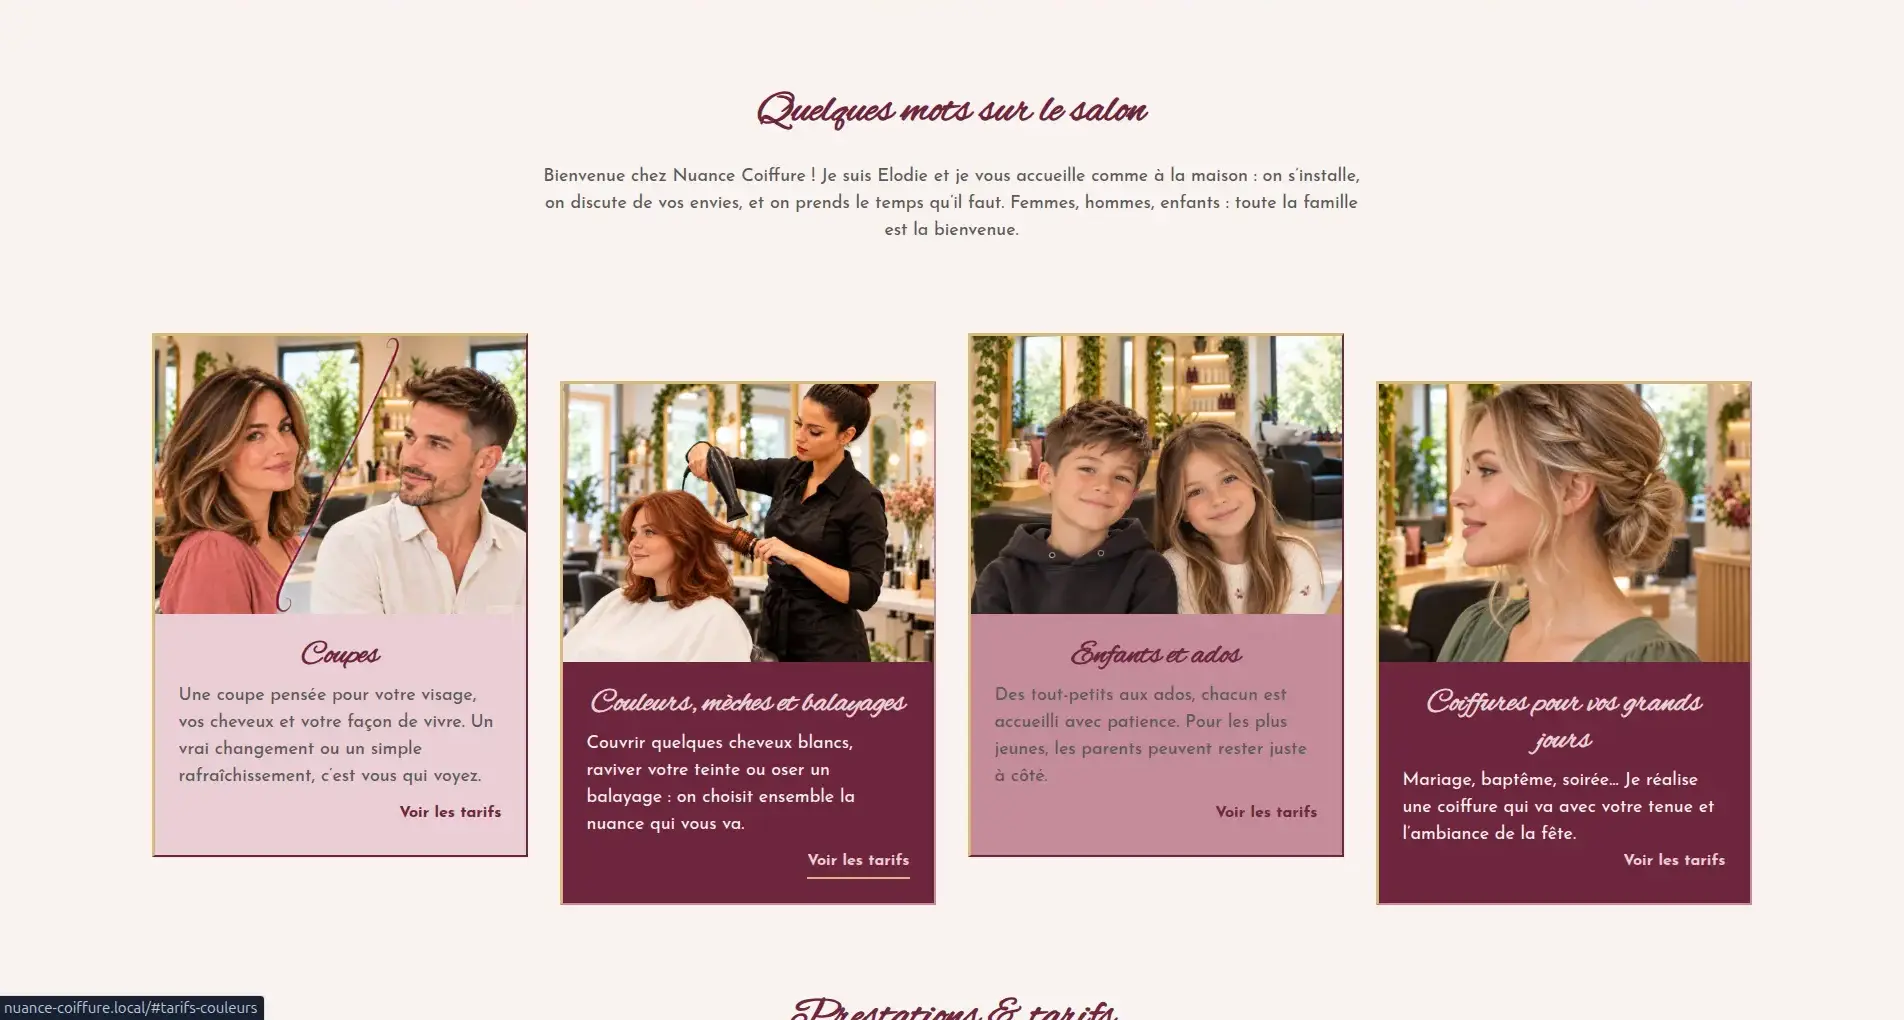 Quelques mots sur le salon
Bienvenue chez Nuance Coiffure ! Je suis Elodie et je vous accueille comme à la maison : on s'installe,
on discute de vos envies, et on prends le temps qu'il faut. Femmes, hommes, enfants : toute la famille
est la bienvenue.
Coupes
Une coupe pensée pour votre visage,
vos cheveux et votre façon de vivre. Un
vrai changement ou un simple
rafraîchissement, c'est vous qui voyez.
Voir les tarifs
Couleurs, mèches et balayages
Couvrir quelques cheveux blancs,
raviver votre teinte ou oser un
balayage : on choisit ensemble la
nuance qui vous va.
Voir les tarifs
Enfants et ados
Des tout-petits aux ados, chacun est
accueilli avec patience. Pour les plus
jeunes, les parents peuvent rester juste
à côté.
Voir les tarifs
Coiffures pour vos grands
jours
Mariage, baptême, soirée... Je réalise
une coiffure qui va avec votre tenue et
l'ambiance de la fête.
Voir les tarifs
Prestations & tarifs
nuance-coiffure.local/#tarifs-couleurs